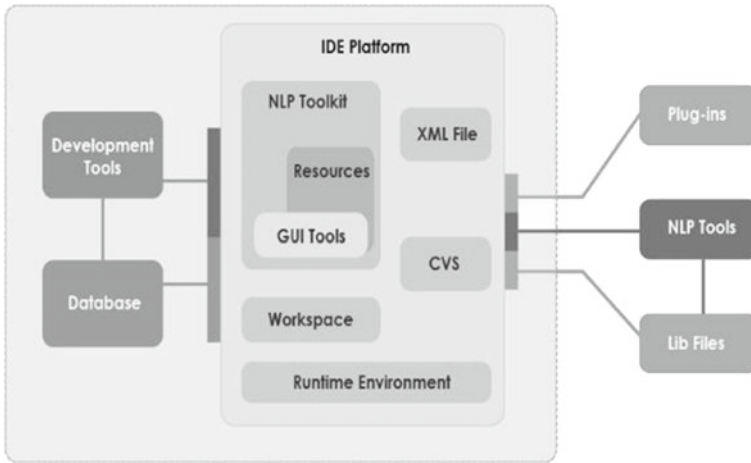 IDE Platform
NLP Toolkit
Resources
GUI Tools
XML File
CVS
Workspace
Runtime Environment
Development
Tools
Database
Plug-ins
NLP Tools
Lib Files